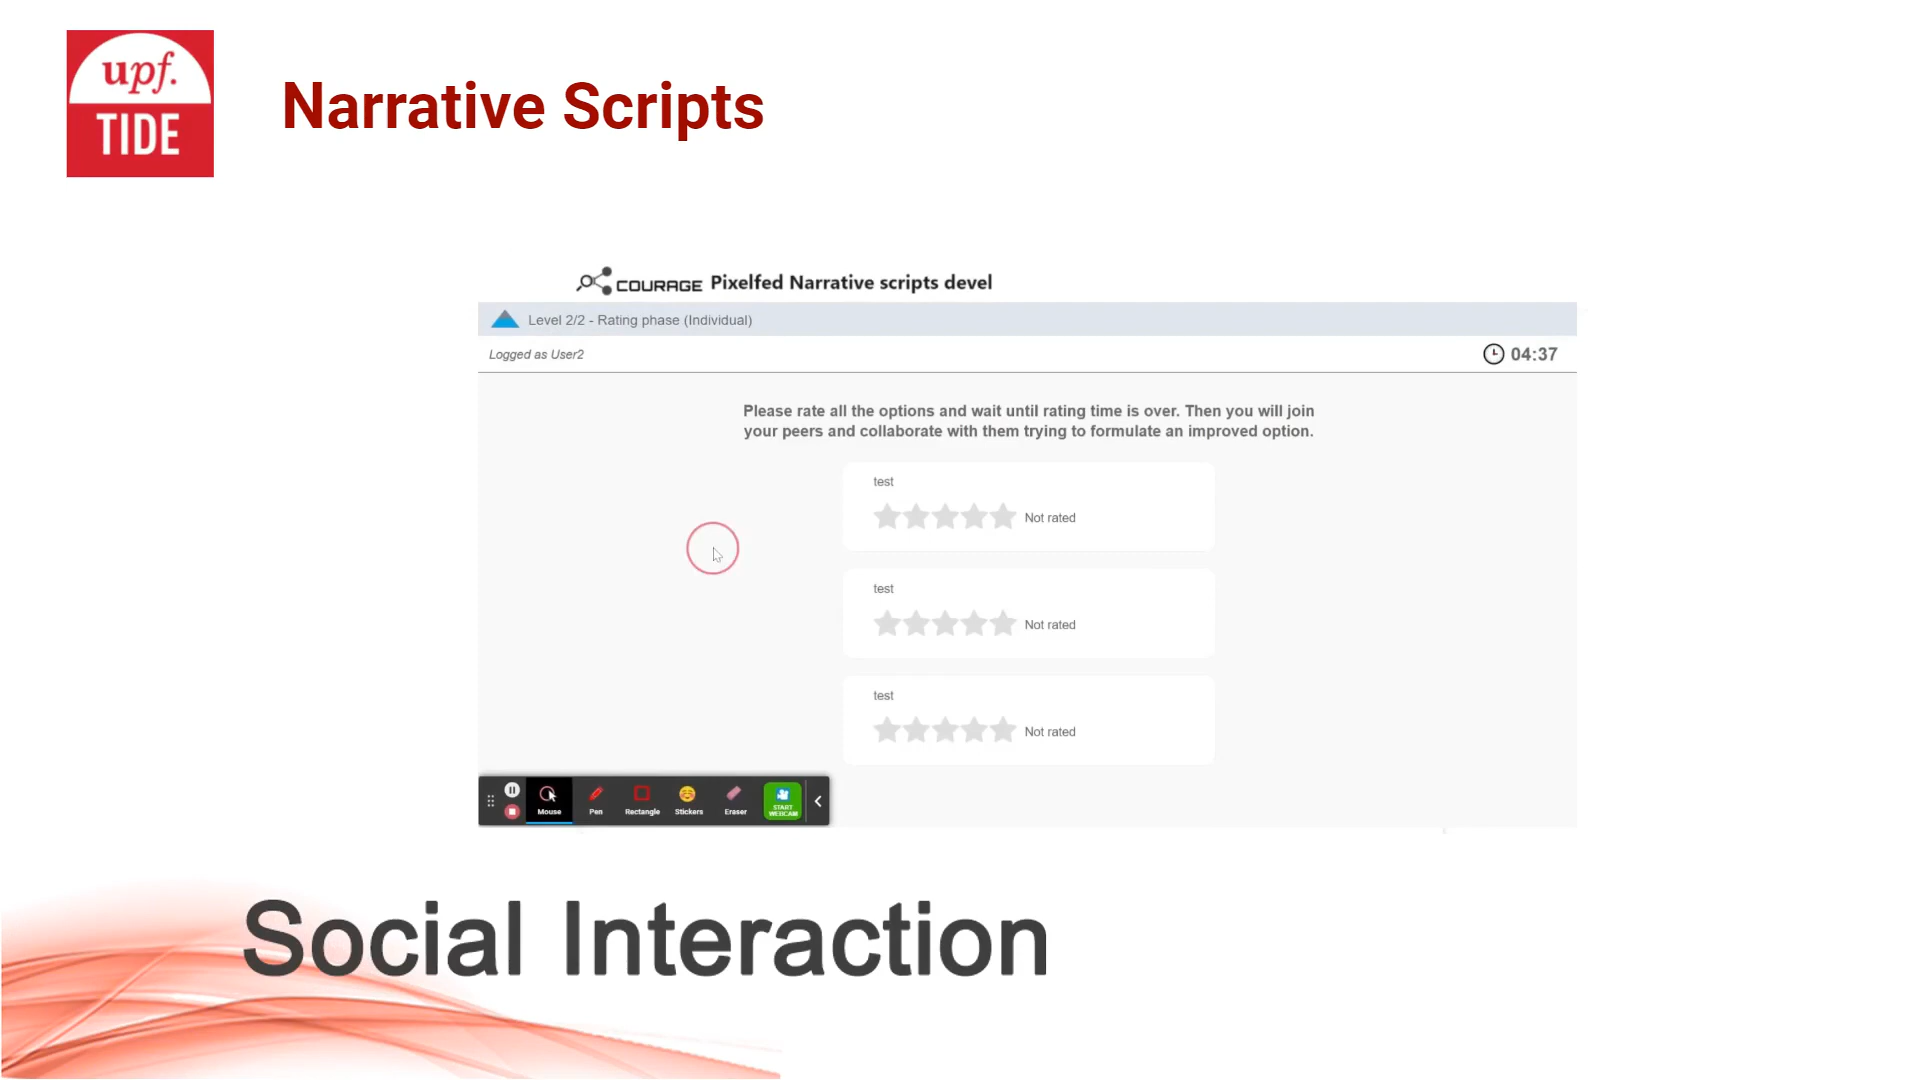 upf.
TIDE
Narrative Scripts
COURAGE Pixelfed Narrative scripts devel
Level 2/2 - Rating phase (Individual)
Logged as User2
04:37
Please rate all the options and wait until rating time is over. Then you will join
your peers and collaborate with them trying to formulate an improved option.
test
Not rated
test
Not rated
test
Not rated
Mouse Pen Rectangle Stickers Eraser START
WEBCAM
Social Interaction